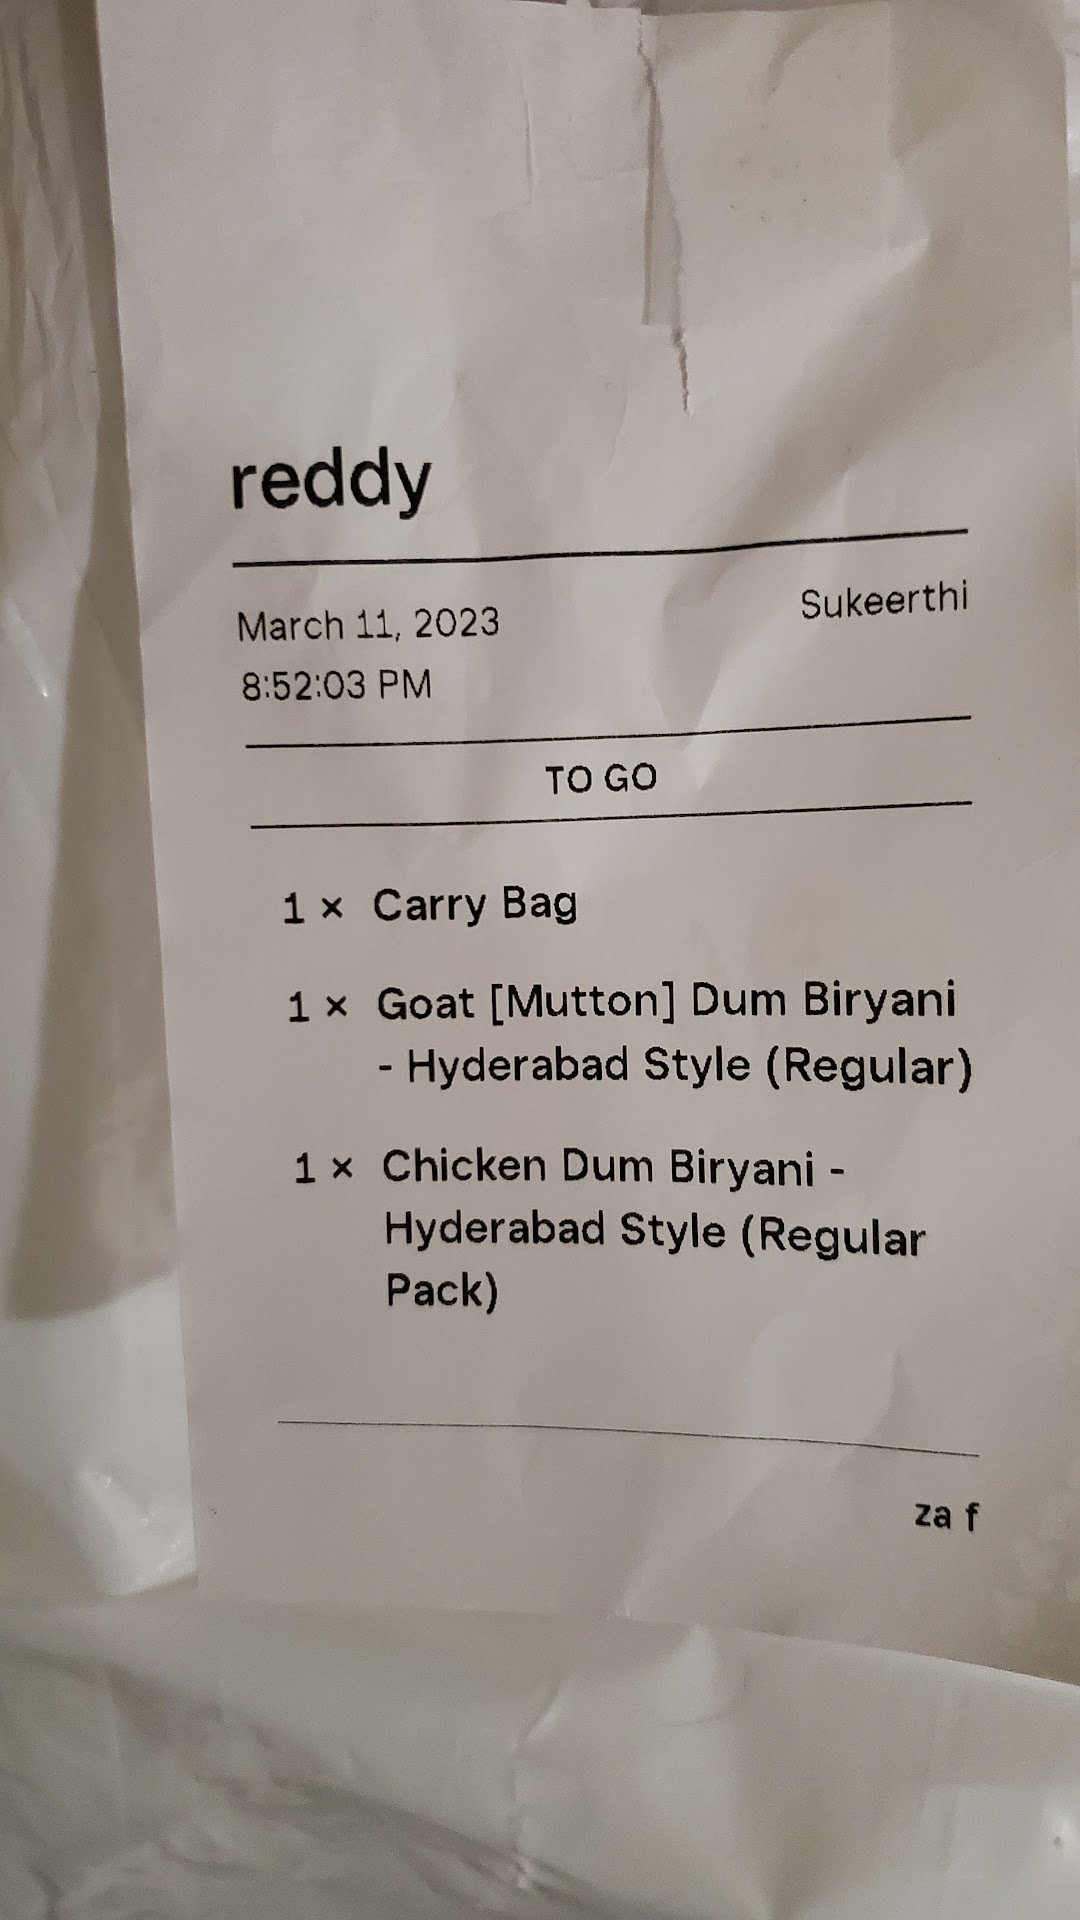 reddy
March 11, 2023 Sukeerthi
8:52:03 PM
TO GO
1 × Carry Bag
1 × Goat [Mutton] Dum Biryani
- Hyderabad Style (Regular)
1 × Chicken Dum Biryani -
Hyderabad Style (Regular
Pack)
za f